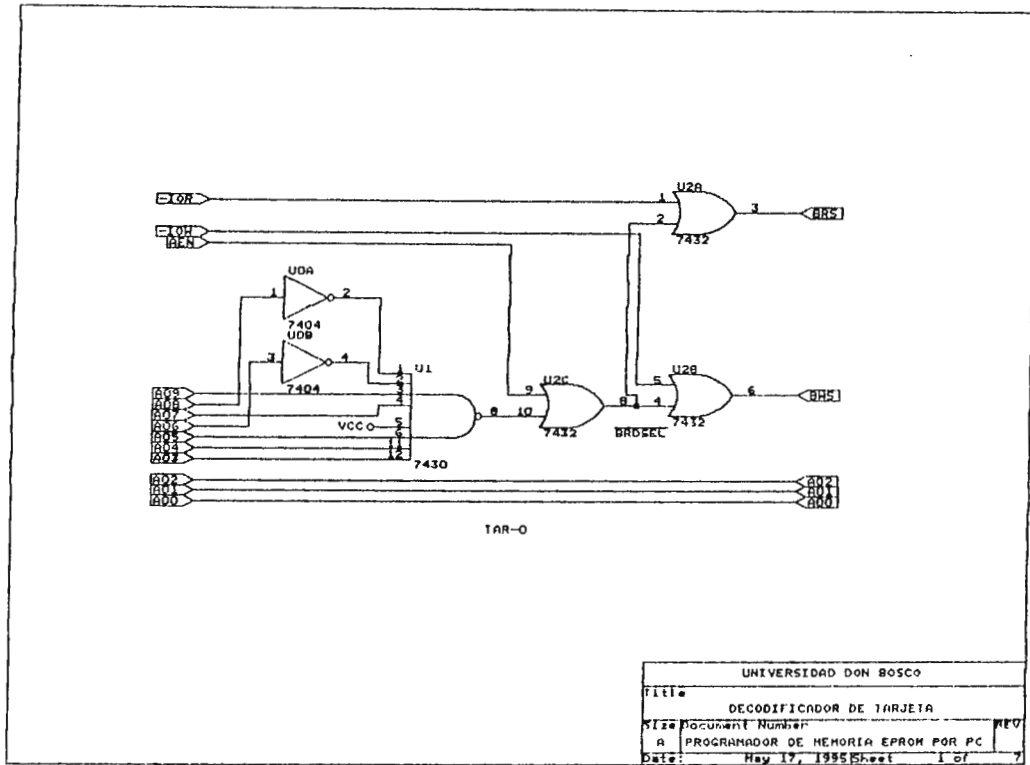 -IOR
U2A
1
2
3
BRS
7432
-IOW
AEN
U0A
1
2
7404
U0B
3
4
7404
1
2
3
4
5
6
11
12
U1
VCC
8
7430
A09
A08
A07
A06
A05
A04
A03
U2C
9
10
8
7432
BRDSEL
U2B
5
4
6
BWS
7432
A02
A01
A00
A02
A01
A00
TAR-0
UNIVERSIDAD DON BOSCO
Title
DECODIFICADOR DE TARJETA
Size Document Number REV
A PROGRAMADOR DE MEMORIA EPROM POR PC
Date: May 17, 1995 Sheet 1 of 7